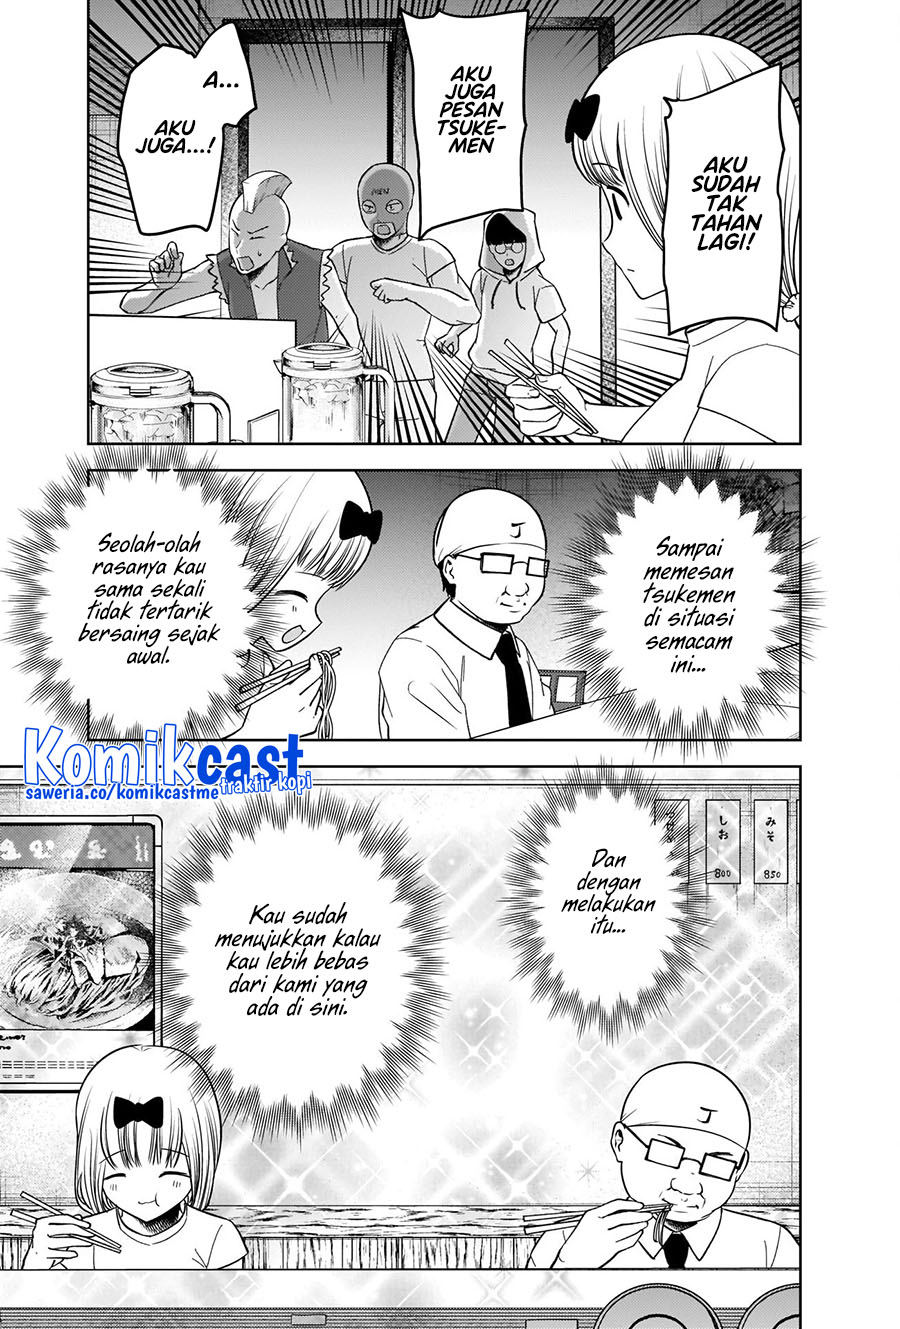 AKU
SUDAH
TAK
TAHAN
LAGI!
AKU
JUGA
PESAN
TSUKE-
MEN
A...
AKU
JUGA...!
MEN
Sampai
memesan
tsukemen
di situasi
semacam
ini...
J
Seolah-olah
rasanya kau
sama sekali
tidak tertarik
bersaing sejak
awal.
Komikcast
saweria.co/komikcastme
traktir kopi
みそ
850
しお
800
Dan
dengan
melakukan
itu...
Kau sudah
menujukkan kalau
kau lebih bebas
dari kami yang
ada di sini.
J